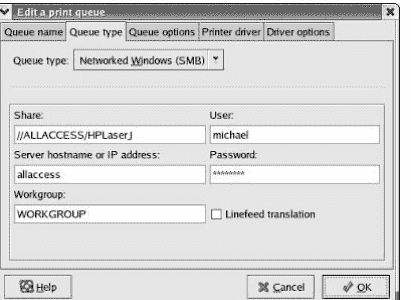 Edit a print queue
Queue name Queue type Queue options Printer driver Driver options
Queue type: Networked Windows (SMB)
Share: User:
//ALLACCESS/HPLaserJ michael
Server hostname or IP address: Password:
allaccess ********
Workgroup:
WORKGROUP Linefeed translation
Help Cancel OK